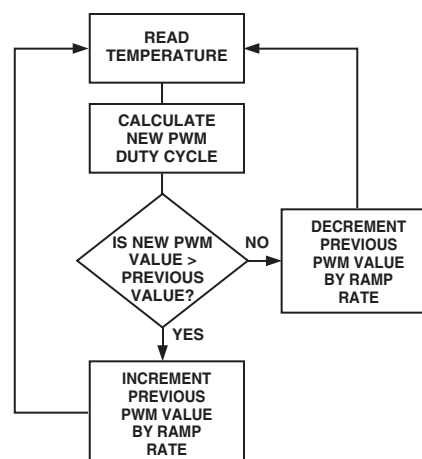 READ
TEMPERATURE
CALCULATE
NEW PWM
DUTY CYCLE
IS NEW PWM
VALUE >
PREVIOUS
VALUE?
NO
DECREMENT
PREVIOUS
PWM VALUE
BY RAMP
RATE
YES
INCREMENT
PREVIOUS
PWM VALUE
BY RAMP
RATE